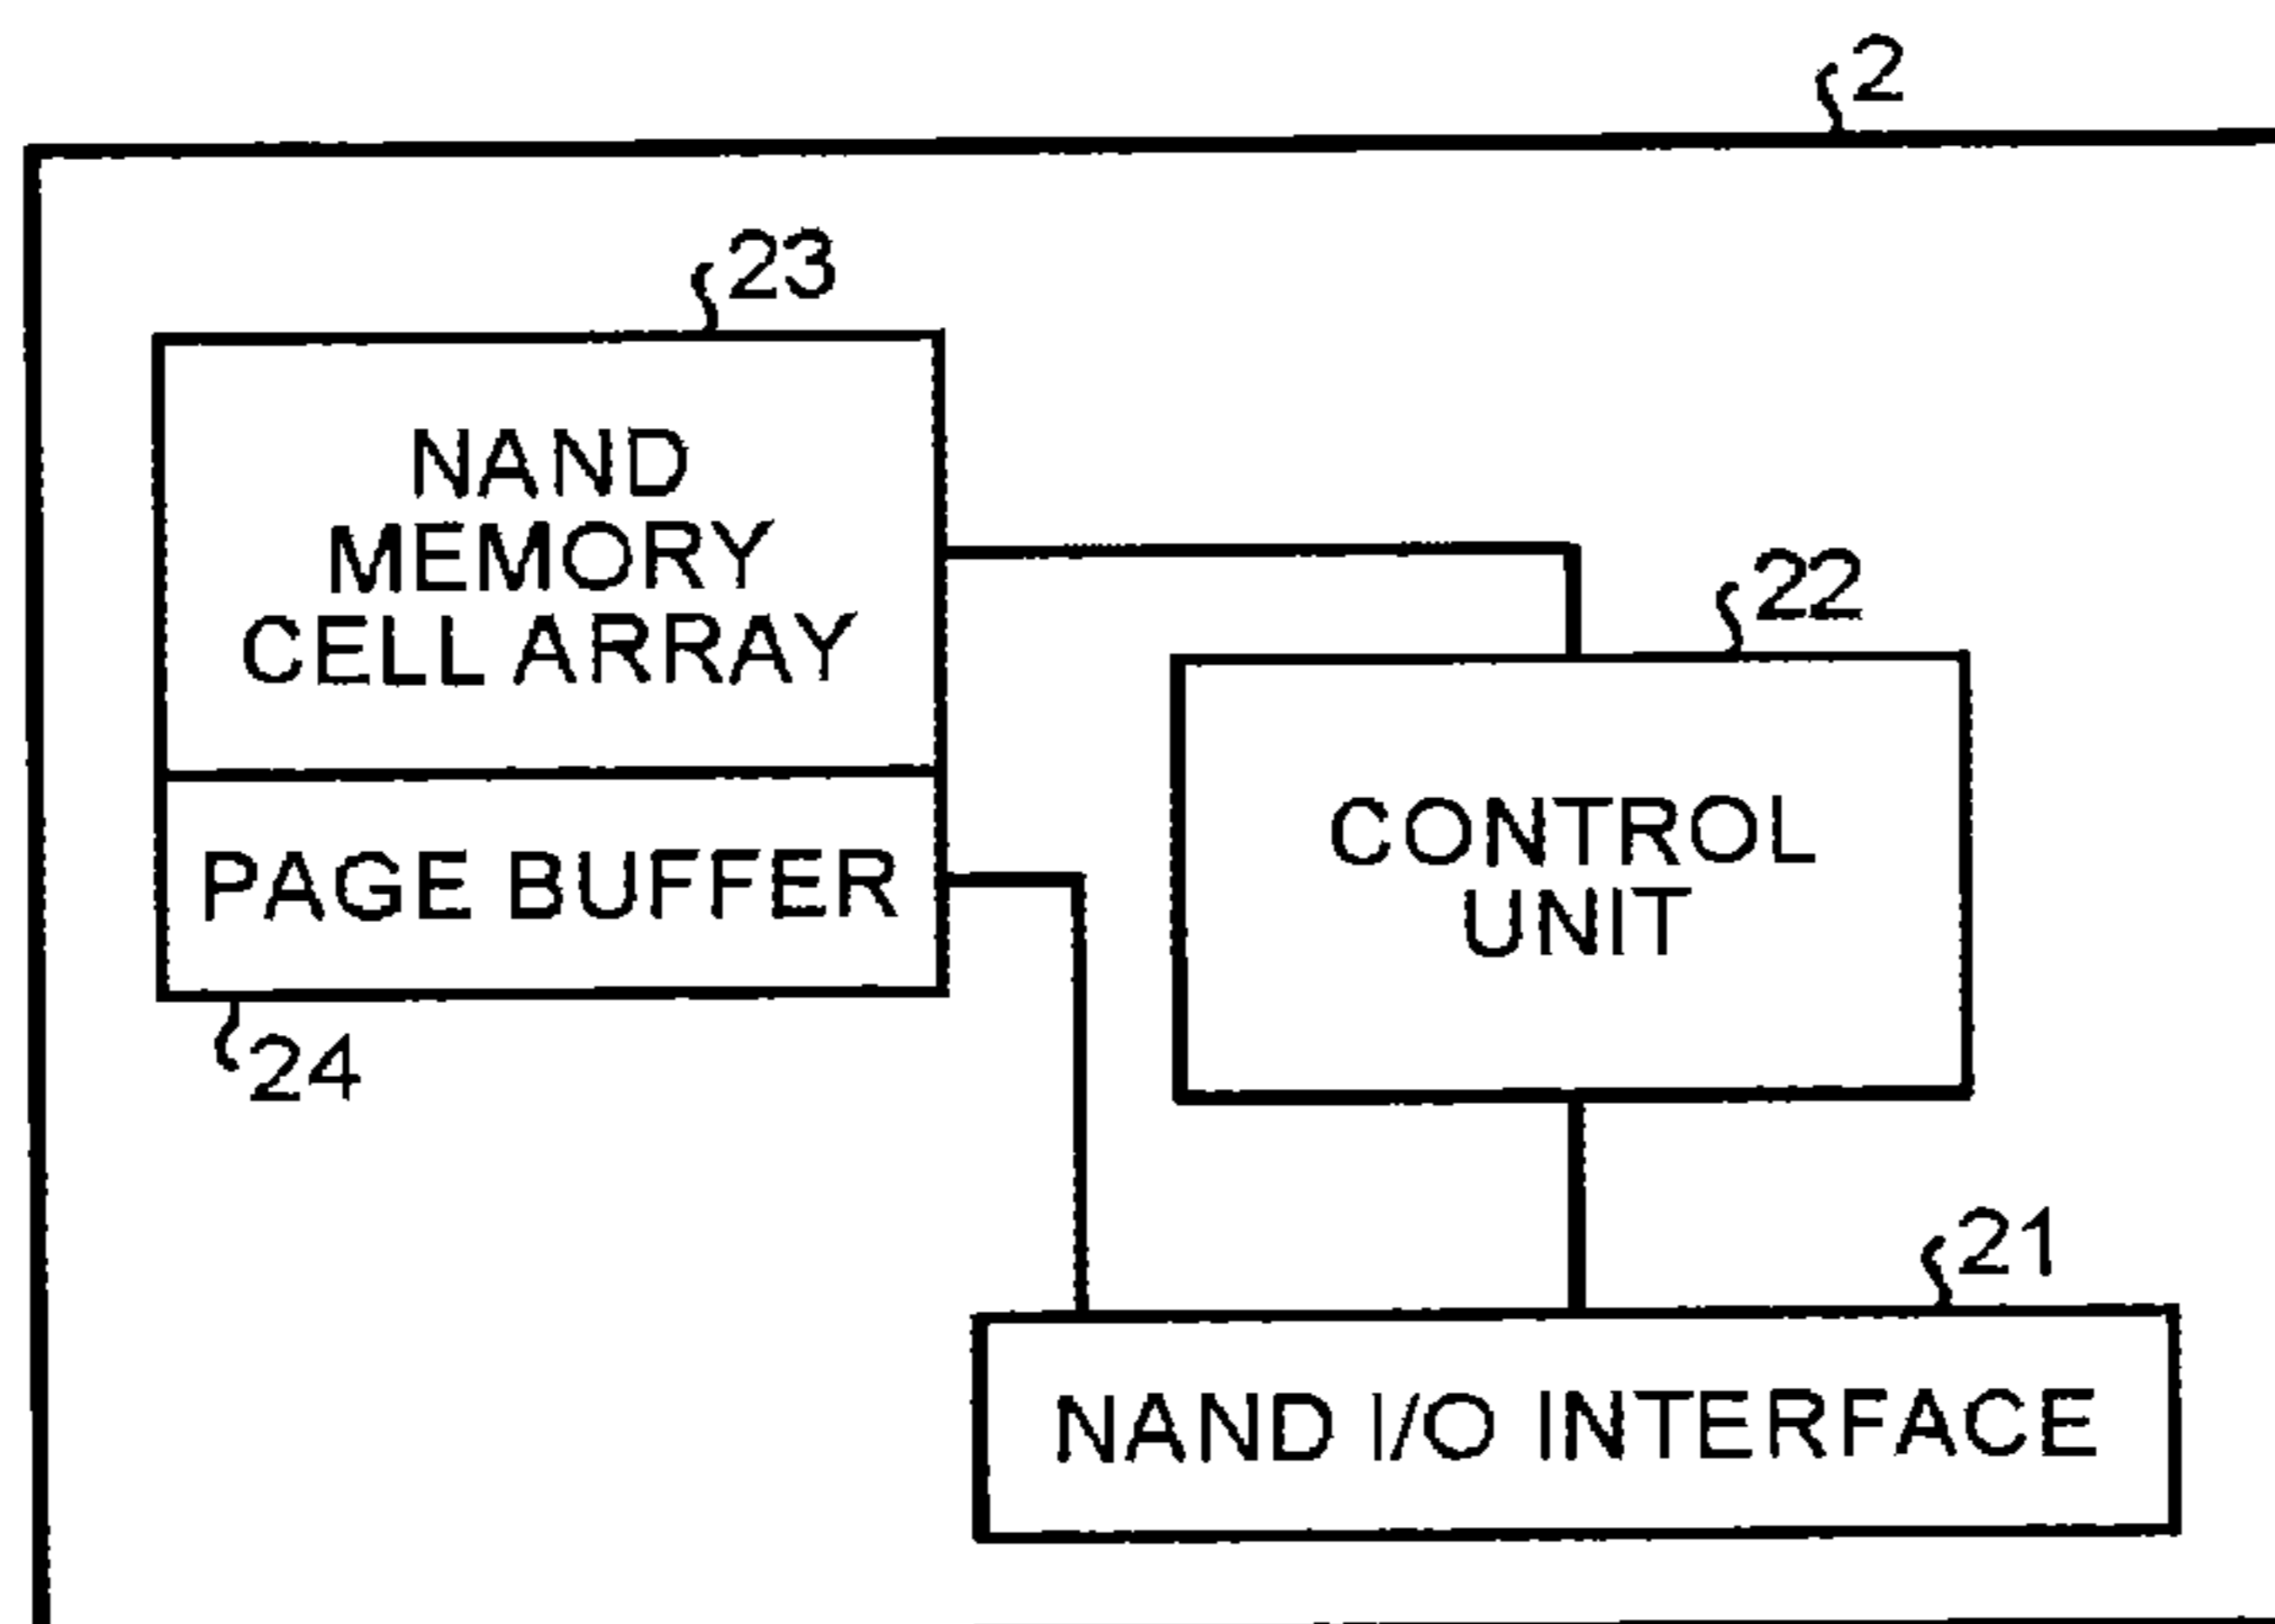 2
23
NAND
MEMORY
CELL ARRAY
22
CONTROL
UNIT
PAGE BUFFER
24
21
NAND I/O INTERFACE